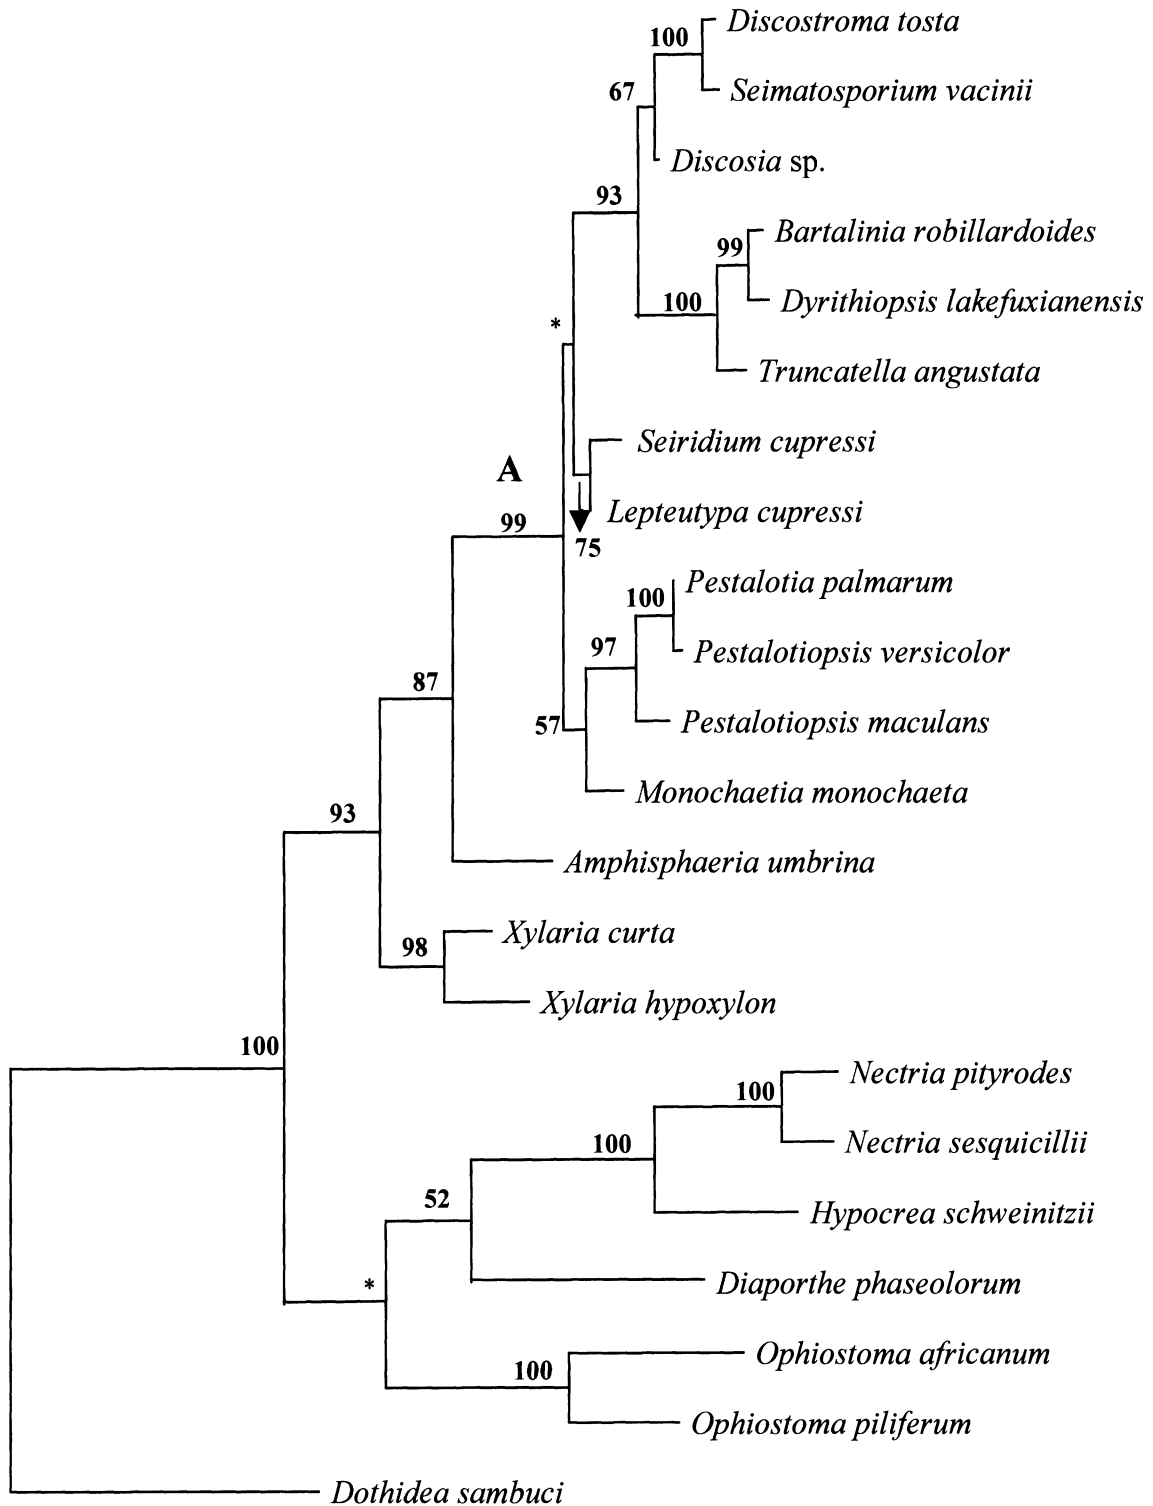 Discostroma tosta
100
Seimatosporium vacinii
67
Discosia sp.
93
Bartalinia robillardoides
99
Dyrithiopsis lakefuxianensis
100
*
Truncatella angustata
Seiridium cupressi
A
Lepteutypa cupressi
99
75
Pestalotia palmarum
100
Pestalotiopsis versicolor
97
87
57
Pestalotiopsis maculans
Monochaetia monochaeta
93
Amphisphaeria umbrina
Xylaria curta
98
Xylaria hypoxylon
100
Nectria pityrodes
100
Nectria sesquicillii
100
52
Hypocrea schweinitzii
*
Diaporthe phaseolorum
Ophiostoma africanum
100
Ophiostoma piliferum
Dothidea sambuci